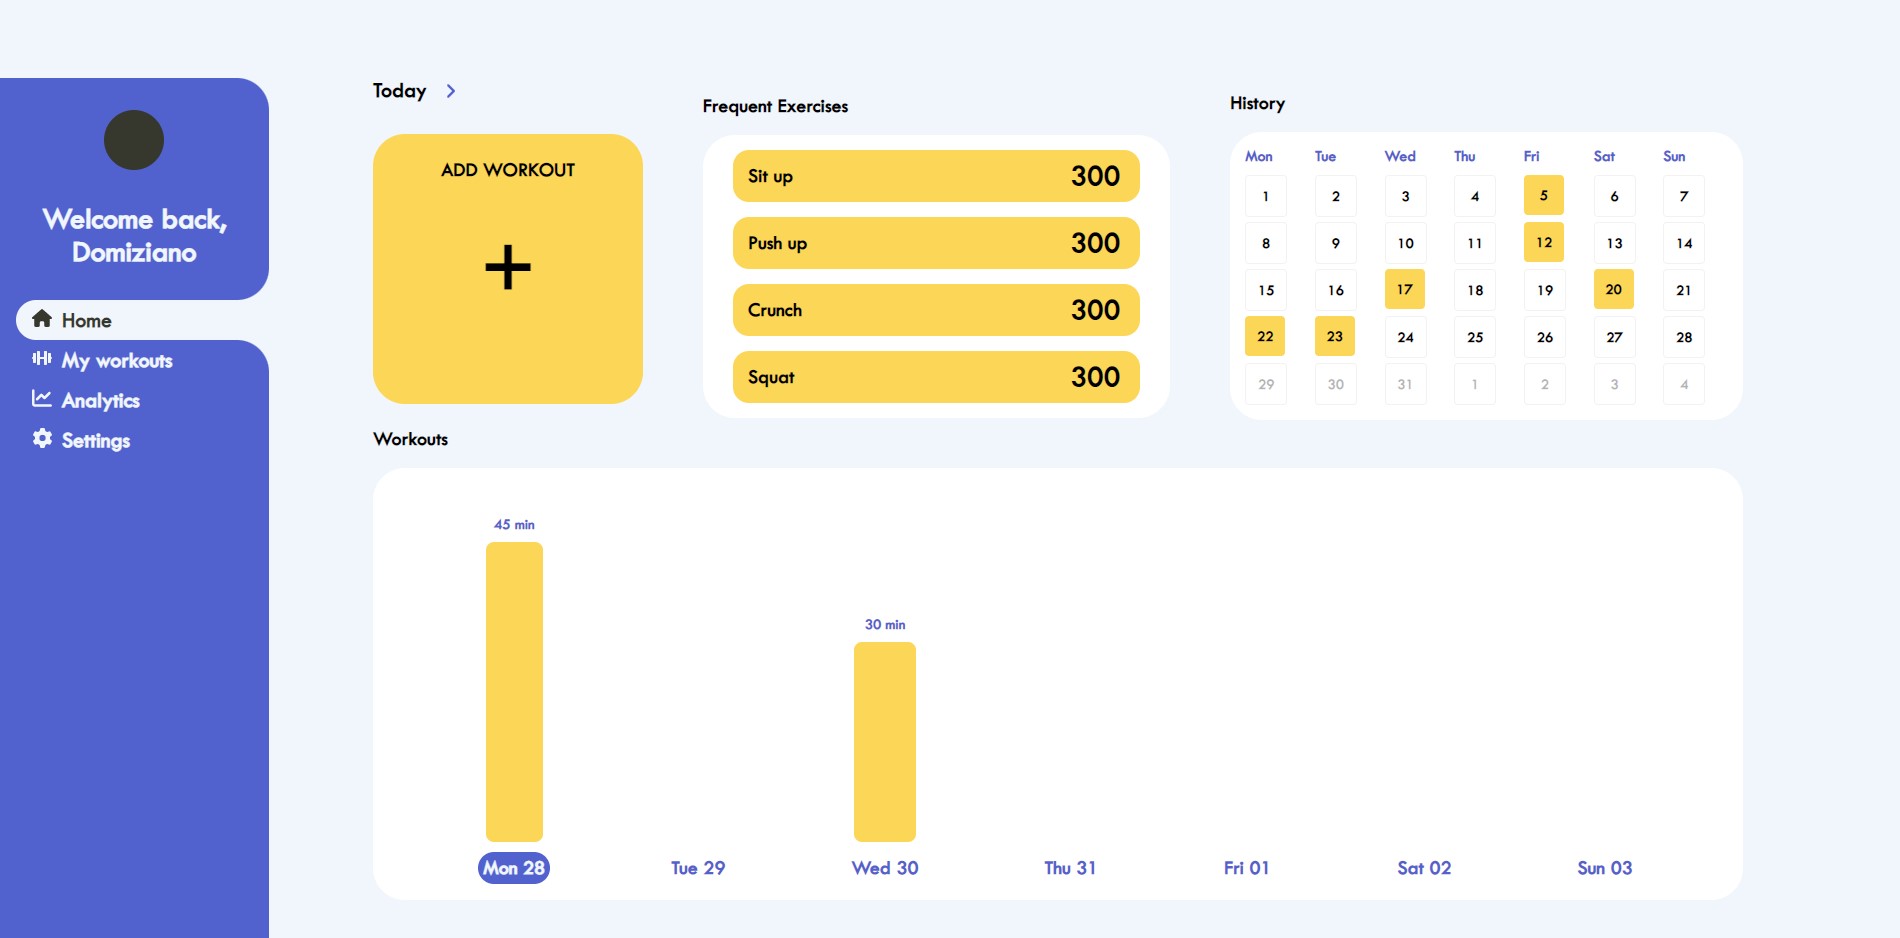 Welcome back,
Domiziano
Home
My workouts
Analytics
Settings
Today
ADD WORKOUT
Frequent Exercises
Sit up 300
Push up 300
Crunch 300
Squat 300
History
Mon Tue Wed Thu Fri Sat Sun
1 2 3 4 5 6 7
8 9 10 11 12 13 14
15 16 17 18 19 20 21
22 23 24 25 26 27 28
29 30 31 1 2 3 4
Workouts
45 min
30 min
Mon 28 Tue 29 Wed 30 Thu 31 Fri 01 Sat 02 Sun 03